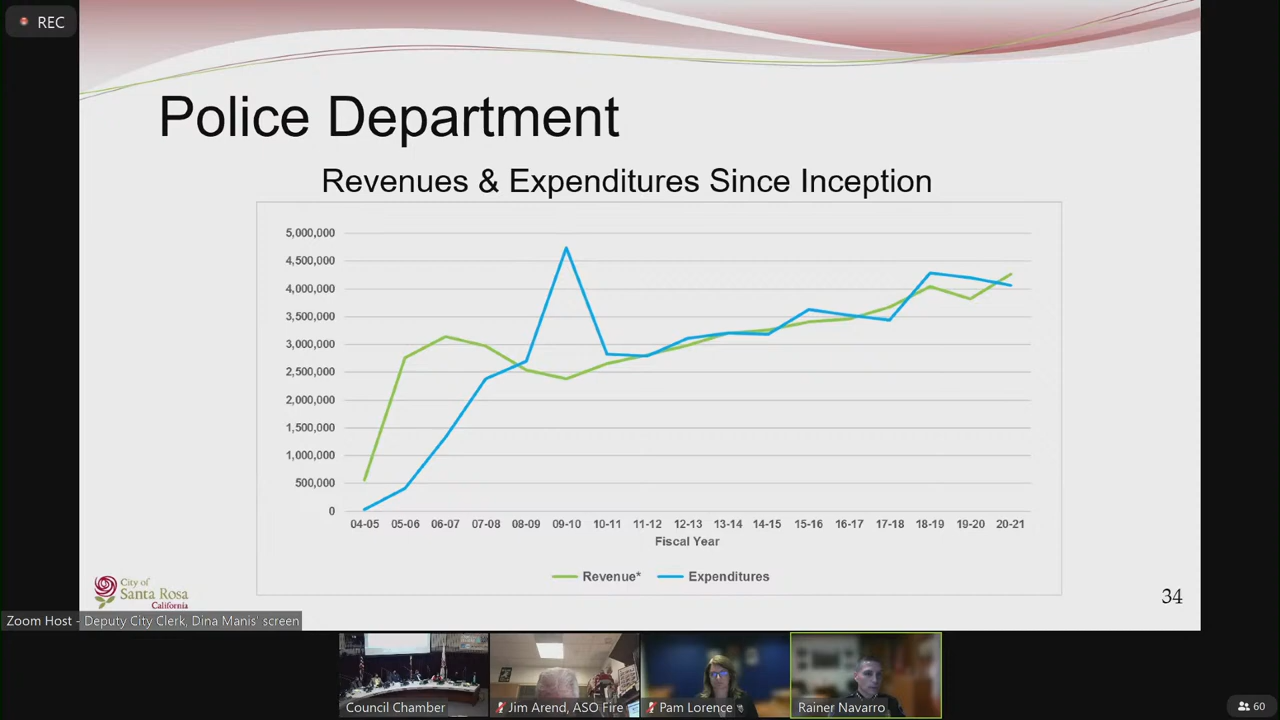 REC
Police Department
Revenues & Expenditures Since Inception
5,000,000
4,500,000
4,000,000
3,500,000
3,000,000
2,500,000
2,000,000
1,500,000
1,000,000
500,000
0
04-05 05-06 06-07 07-08 08-09 09-10 10-11 11-12 12-13 13-14 14-15 15-16 16-17 17-18 18-19 19-20 20-21
Fiscal Year
Revenue* Expenditures
City of
Santa Rosa
California
34
Zoom Host - Deputy City Clerk, Dina Manis' screen
Council Chamber
Jim Arend, ASO Fire
Pam Lorence
Rainer Navarro
60